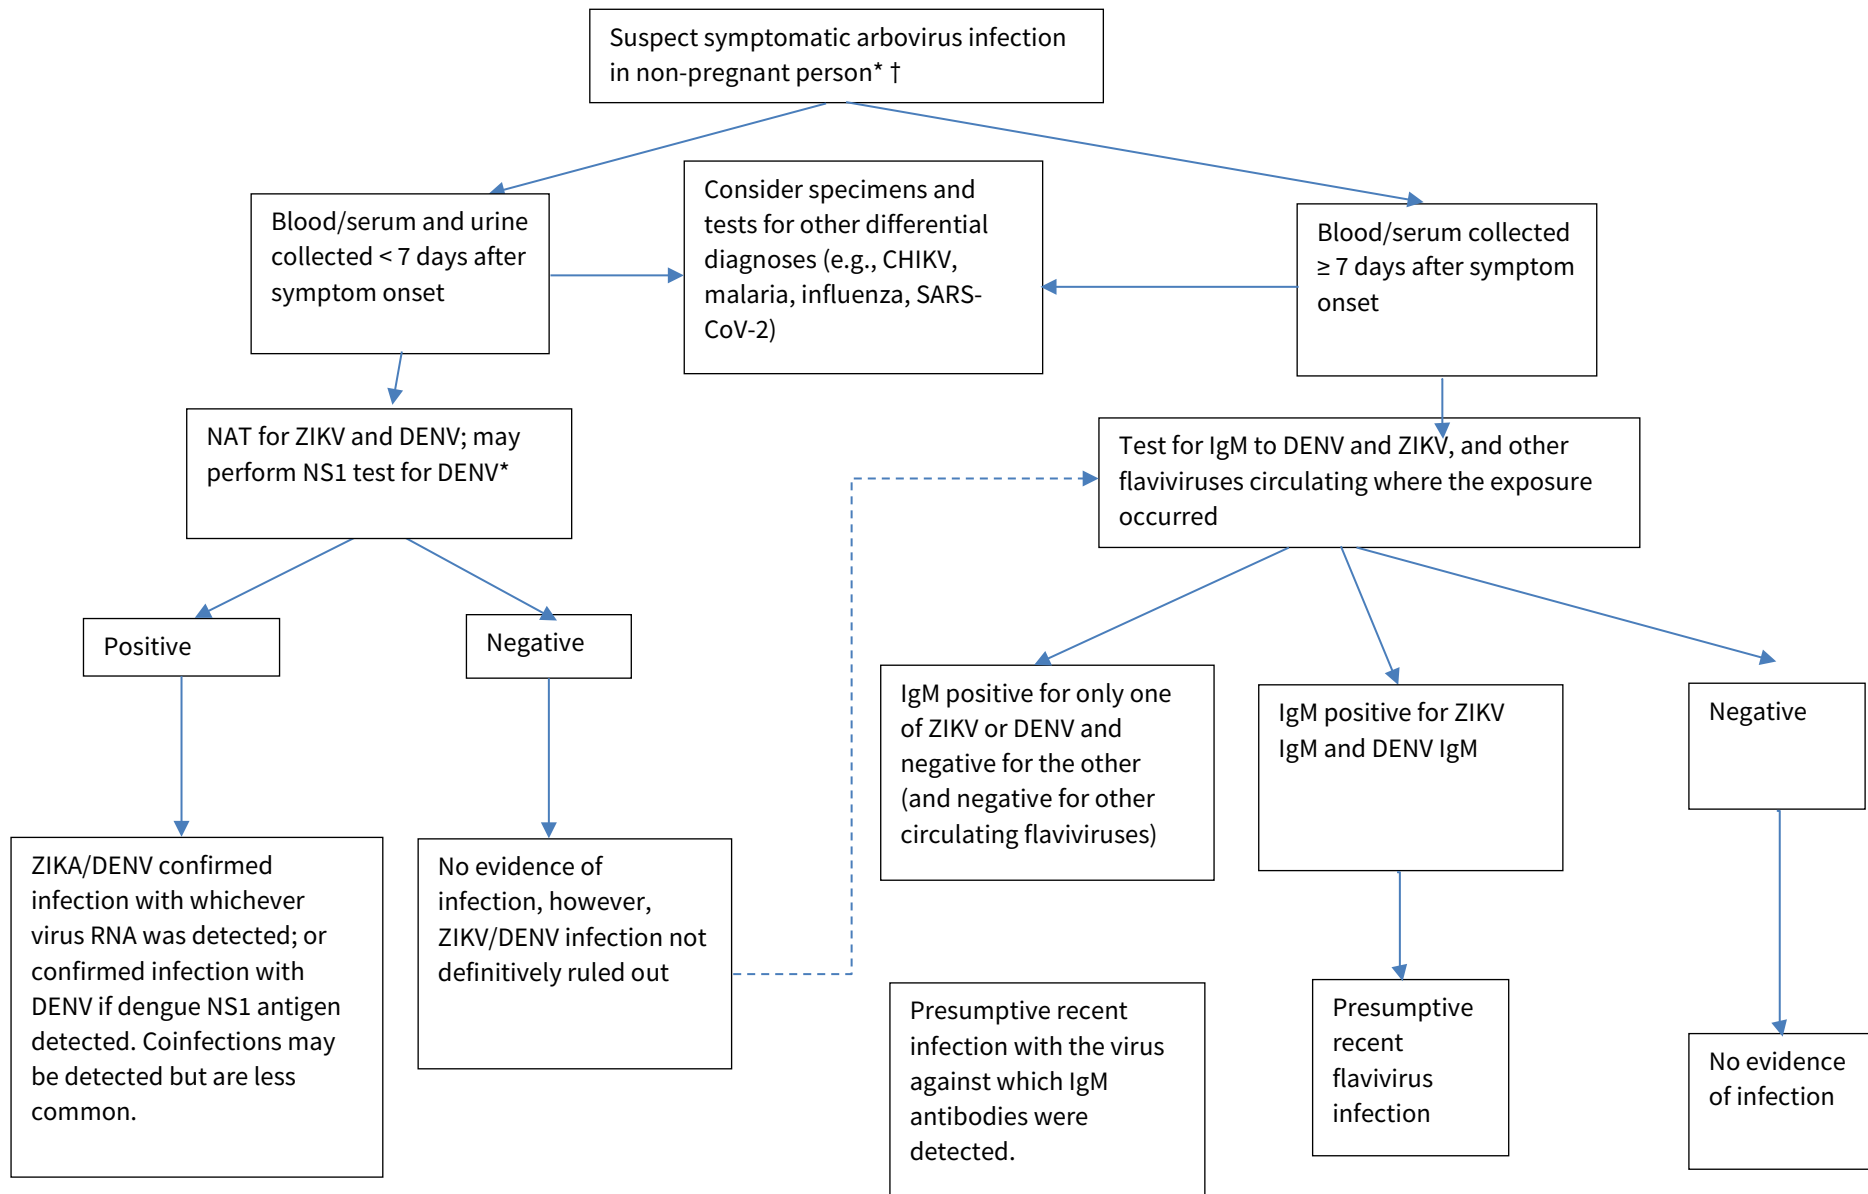 Suspect symptomatic arbovirus infection
in non-pregnant person* †
Blood/serum and urine
collected < 7 days after
symptom onset
Consider specimens and
tests for other differential
diagnoses (e.g., CHIKV,
malaria, influenza, SARS-
CoV-2)
Blood/serum collected
≥ 7 days after symptom
onset
NAT for ZIKV and DENV; may
perform NS1 test for DENV*
Test for IgM to DENV and ZIKV, and other
flaviviruses circulating where the exposure
occurred
Positive
Negative
IgM positive for only one
of ZIKV or DENV and
negative for the other
(and negative for other
circulating flaviviruses)
IgM positive for ZIKV
IgM and DENV IgM
Negative
ZIKA/DENV confirmed
infection with whichever
virus RNA was detected; or
confirmed infection with
DENV if dengue NS1 antigen
detected. Coinfections may
be detected but are less
common.
No evidence of
infection, however,
ZIKV/DENV infection not
definitively ruled out
Presumptive recent
infection with the virus
against which IgM
antibodies were
detected.
Presumptive
recent
flavivirus
infection
No evidence
of infection